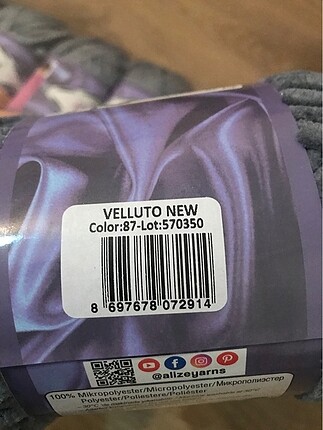 VELLUTO NEW
Color:87-Lot:570350
8 697678 072914
@alizeyarns
100% Mikropolyester/Micropolyester/Микрополиэстер
Polyester/Poliestere/Poliéster